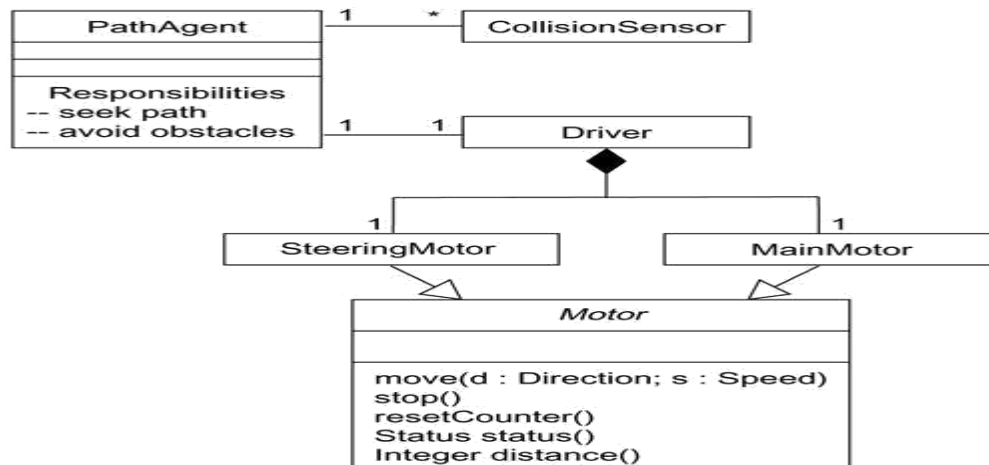 PathAgent
1
*
CollisionSensor
Responsibilities
-- seek path
-- avoid obstacles
1
1
Driver
1
1
SteeringMotor
MainMotor
Motor
move(d : Direction; s : Speed)
stop()
resetCounter()
Status status()
Integer distance()